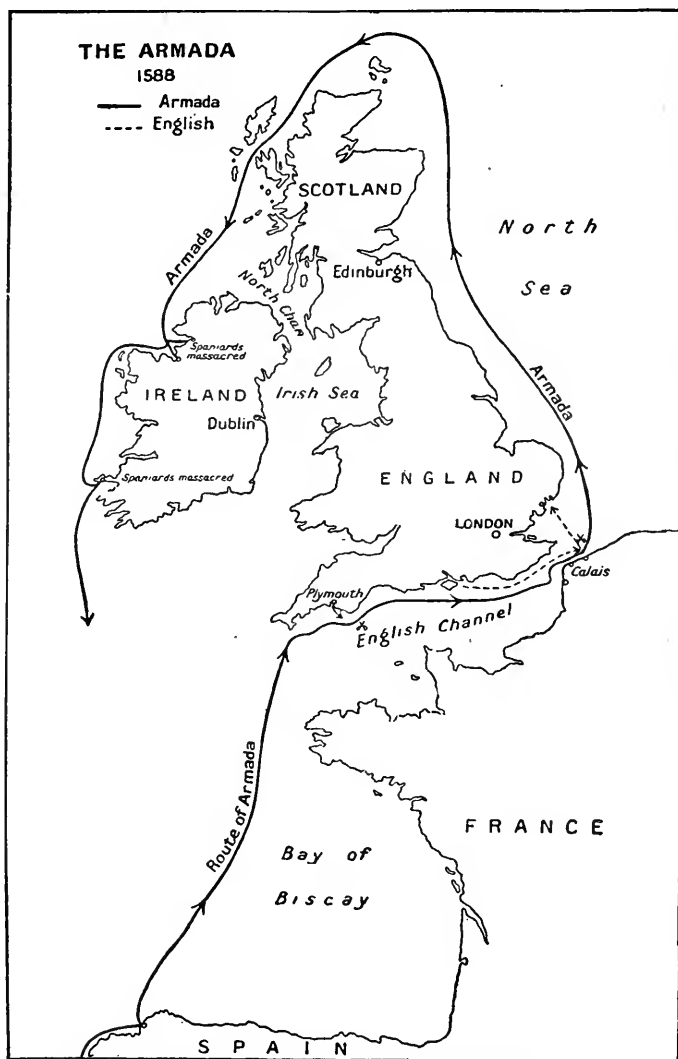 THE ARMADA
1588
Armada
English
SCOTLAND
North
Sea
Edinburgh
Armada
North Chan
Spaniards
massacred
IRELAND
Irish Sea
Dublin
Armada
Spaniards massacred
ENGLAND
LONDON
Calais
Plymouth
English Channel
Route of Armada
FRANCE
Bay of
Biscay
SPAIN